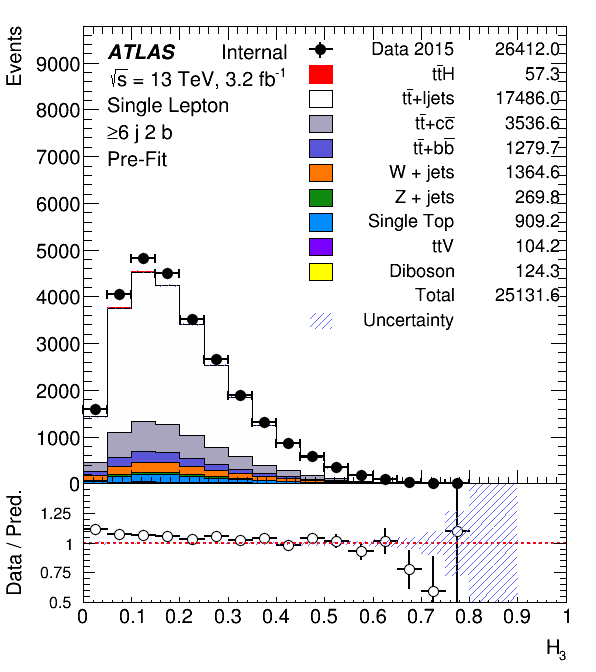 Events
ATLAS Internal
√s = 13 TeV, 3.2 fb⁻¹
Single Lepton
≥6 j 2 b
Pre-Fit
Data 2015 26412.0
tt̄H 57.3
tt̄+ljets 17486.0
tt̄+cc̄ 3536.6
tt̄+bb̄ 1279.7
W + jets 1364.6
Z + jets 269.8
Single Top 909.2
ttV 104.2
Diboson 124.3
Total 25131.6
Uncertainty
9000
8000
7000
6000
5000
4000
3000
2000
1000
0
Data / Pred.
1.25
1
0.75
0.5
0 0.1 0.2 0.3 0.4 0.5 0.6 0.7 0.8 0.9 1
H₃